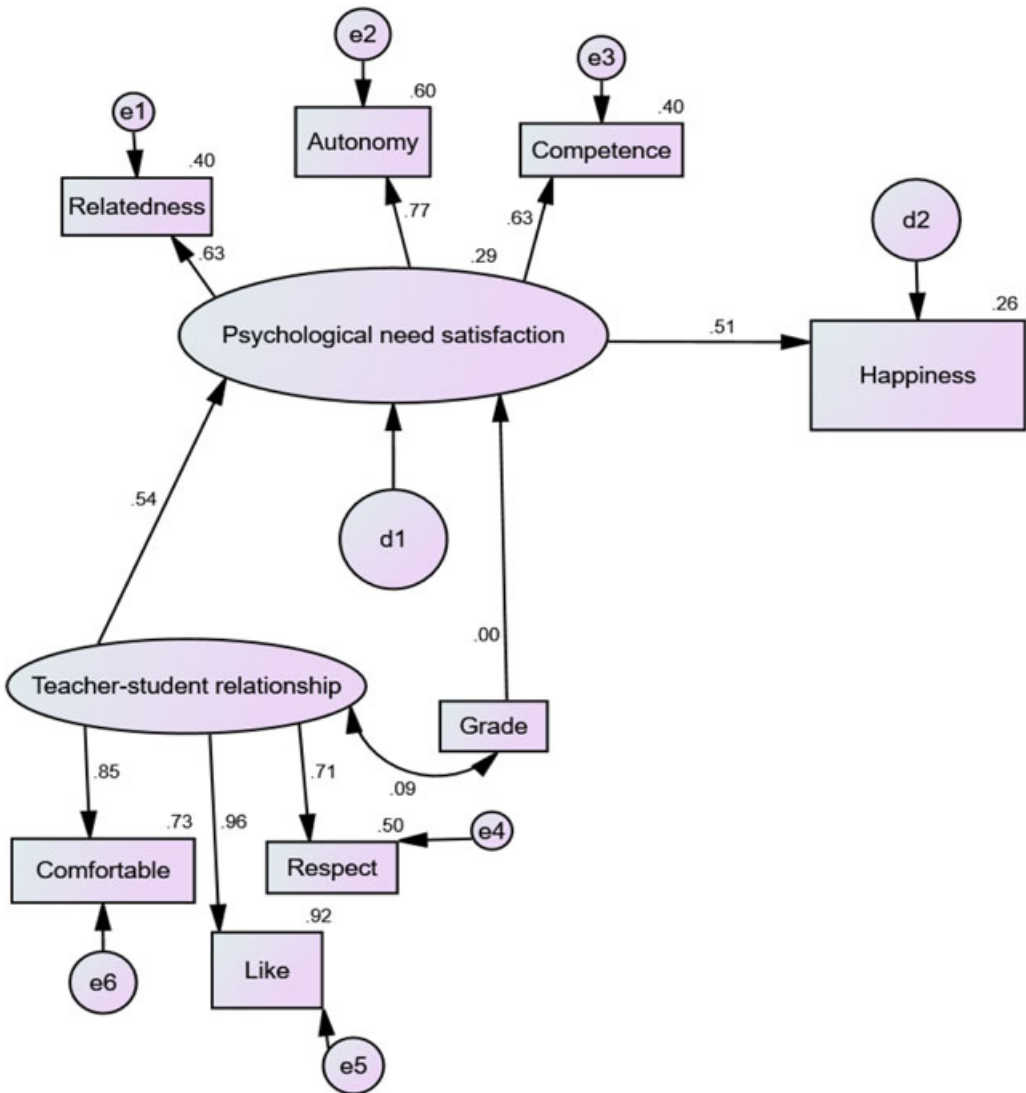 e2
e3
.60
e1
.40
Autonomy
Competence
.40
Relatedness
d2
.77
.63
.63
.29
.26
Psychological need satisfaction
.51
Happiness
.54
d1
.00
Teacher-student relationship
Grade
.85
.71
.09
.96
.73
.50
e4
Comfortable
Respect
.92
Like
e6
e5